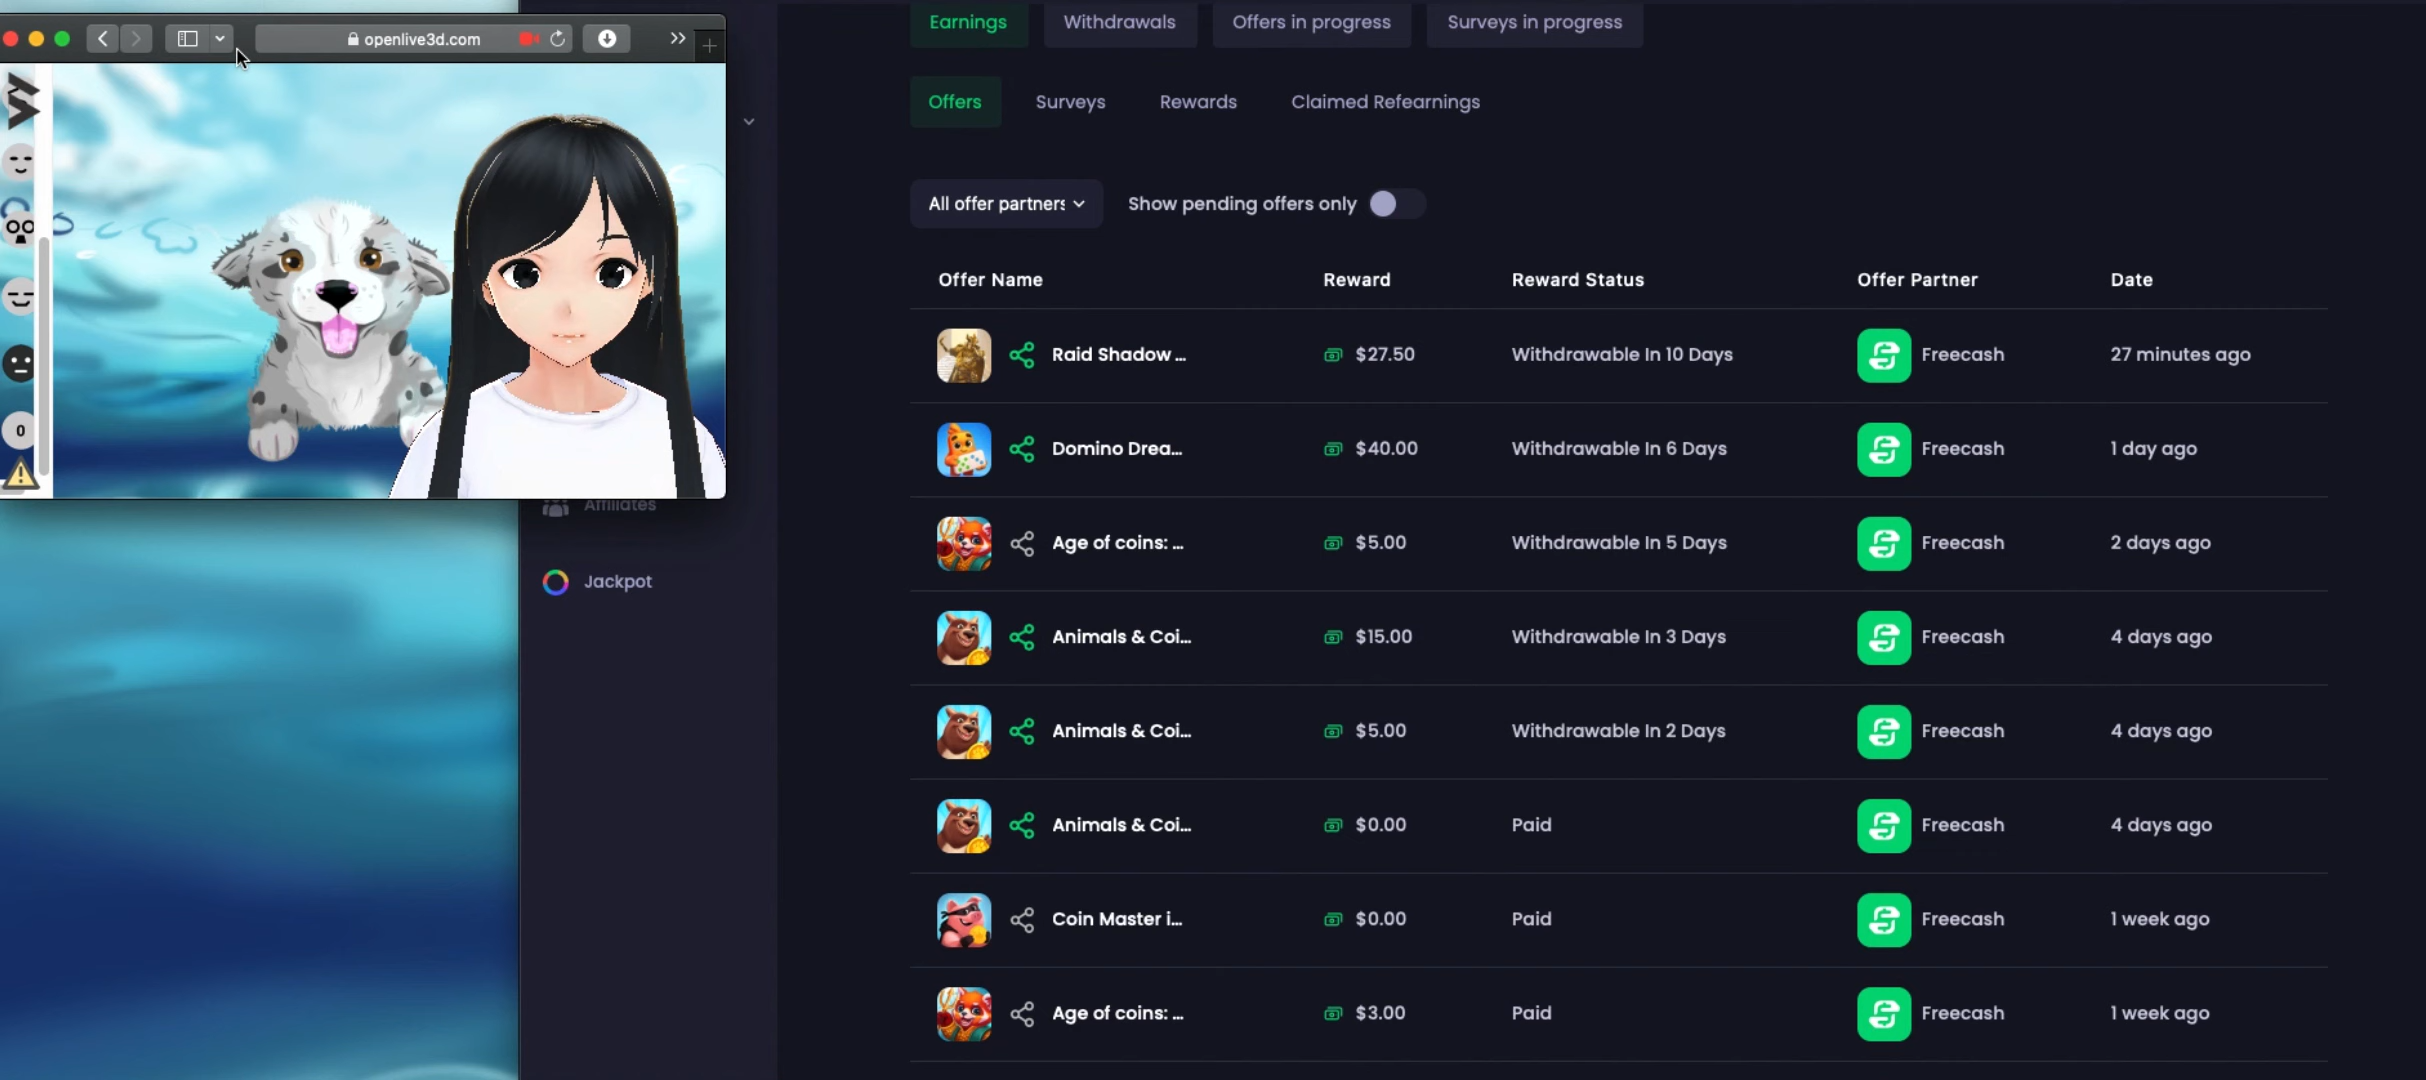 openlive3d.com
0
Affiliates
Jackpot
Earnings Withdrawals Offers in progress Surveys in progress
Offers Surveys Rewards Claimed Refearnings
All offer partners Show pending offers only
Offer Name Reward Reward Status Offer Partner Date
Raid Shadow ... $27.50 Withdrawable In 10 Days Freecash 27 minutes ago
Domino Drea... $40.00 Withdrawable In 6 Days Freecash 1 day ago
Age of coins: ... $5.00 Withdrawable In 5 Days Freecash 2 days ago
Animals & Coi... $15.00 Withdrawable In 3 Days Freecash 4 days ago
Animals & Coi... $5.00 Withdrawable In 2 Days Freecash 4 days ago
Animals & Coi... $0.00 Paid Freecash 4 days ago
Coin Master i... $0.00 Paid Freecash 1 week ago
Age of coins: ... $3.00 Paid Freecash 1 week ago